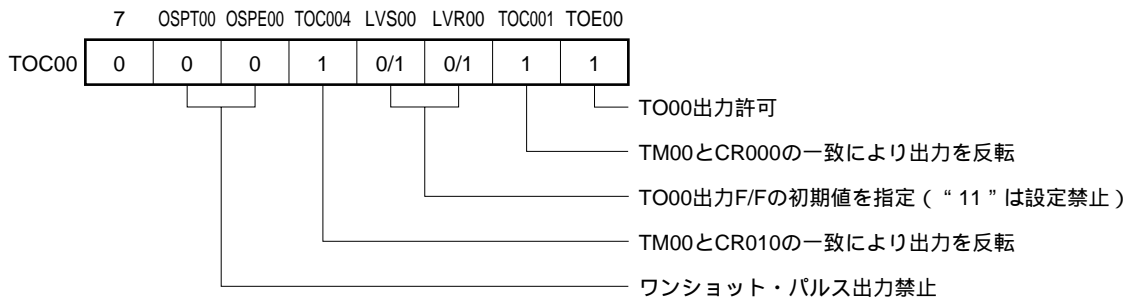 7 OSPT00 OSPE00 TOC004 LVS00 LVR00 TOC001 TOE00
TOC00 0 0 0 1 0/1 0/1 1 1
TO00出力許可
TM00とCR000の一致により出力を反転
TO00出力F/Fの初期値を指定（“11”は設定禁止）
TM00とCR010の一致により出力を反転
ワンショット・パルス出力禁止